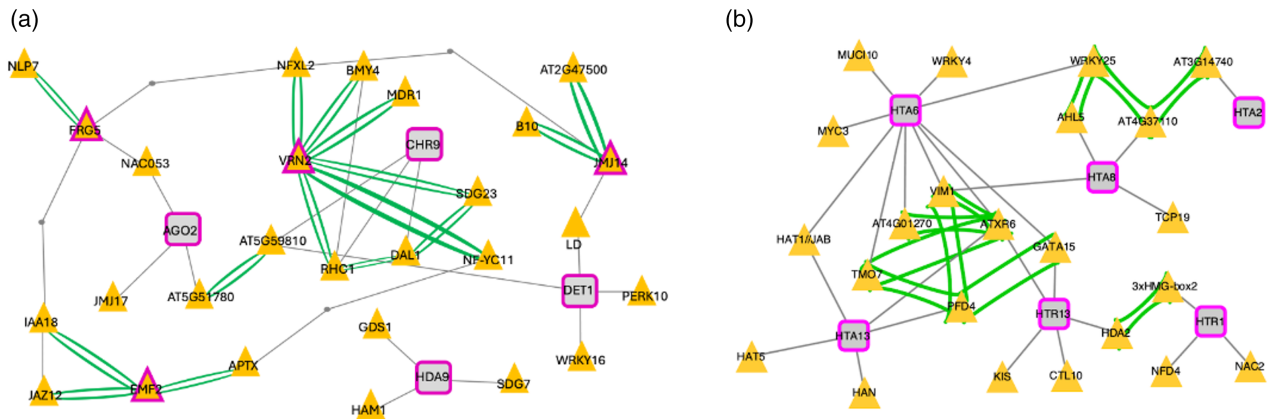 (a)
NLP7
NFXL2
BMY4
AT2G47500
MDR1
B10
ERG5
CHR9
NAC053
VRN2
JMJ14
SDG23
AGO2
AT5G59810
LD
RHC1
DAL1
NF-YC11
JMJ17
AT5G51780
DET1
PERK10
IAA18
GDS1
APTX
WRKY16
JAZ12
EMF2
HDA9
SDG7
HAM1
(b)
MUCI10
WRKY4
WRKY25
AT3G14740
HTA6
HTA2
MYC3
AHL5
AT4G37110
HTA8
VIM1
AT4G01270
ATXR6
TCP19
HAT1//JAB
GATA15
TMO7
3xHMG-box2
PFD4
HTR13
HTR1
HTA13
HDA2
HAT5
KIS
CTL10
NFD4
NAC2
HAN